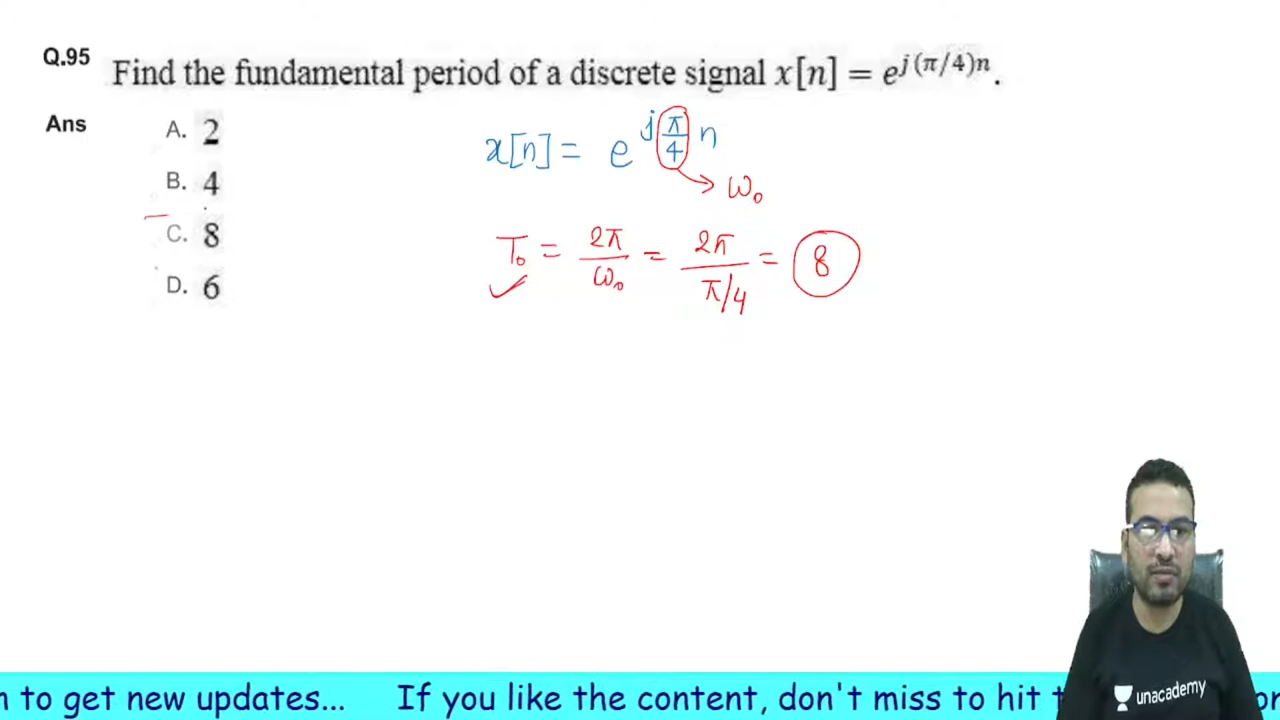 Q.95 Find the fundamental period of a discrete signal x[n] = e^{j(π/4)n}.
Ans
A. 2
B. 4
C. 8
D. 6
x[n] = e^{j π/4 n}
ω₀
T₀ = 2π/ω₀ = 2π/(π/4) = 8
unacademy
n to get new updates... If you like the content, don't miss to hit